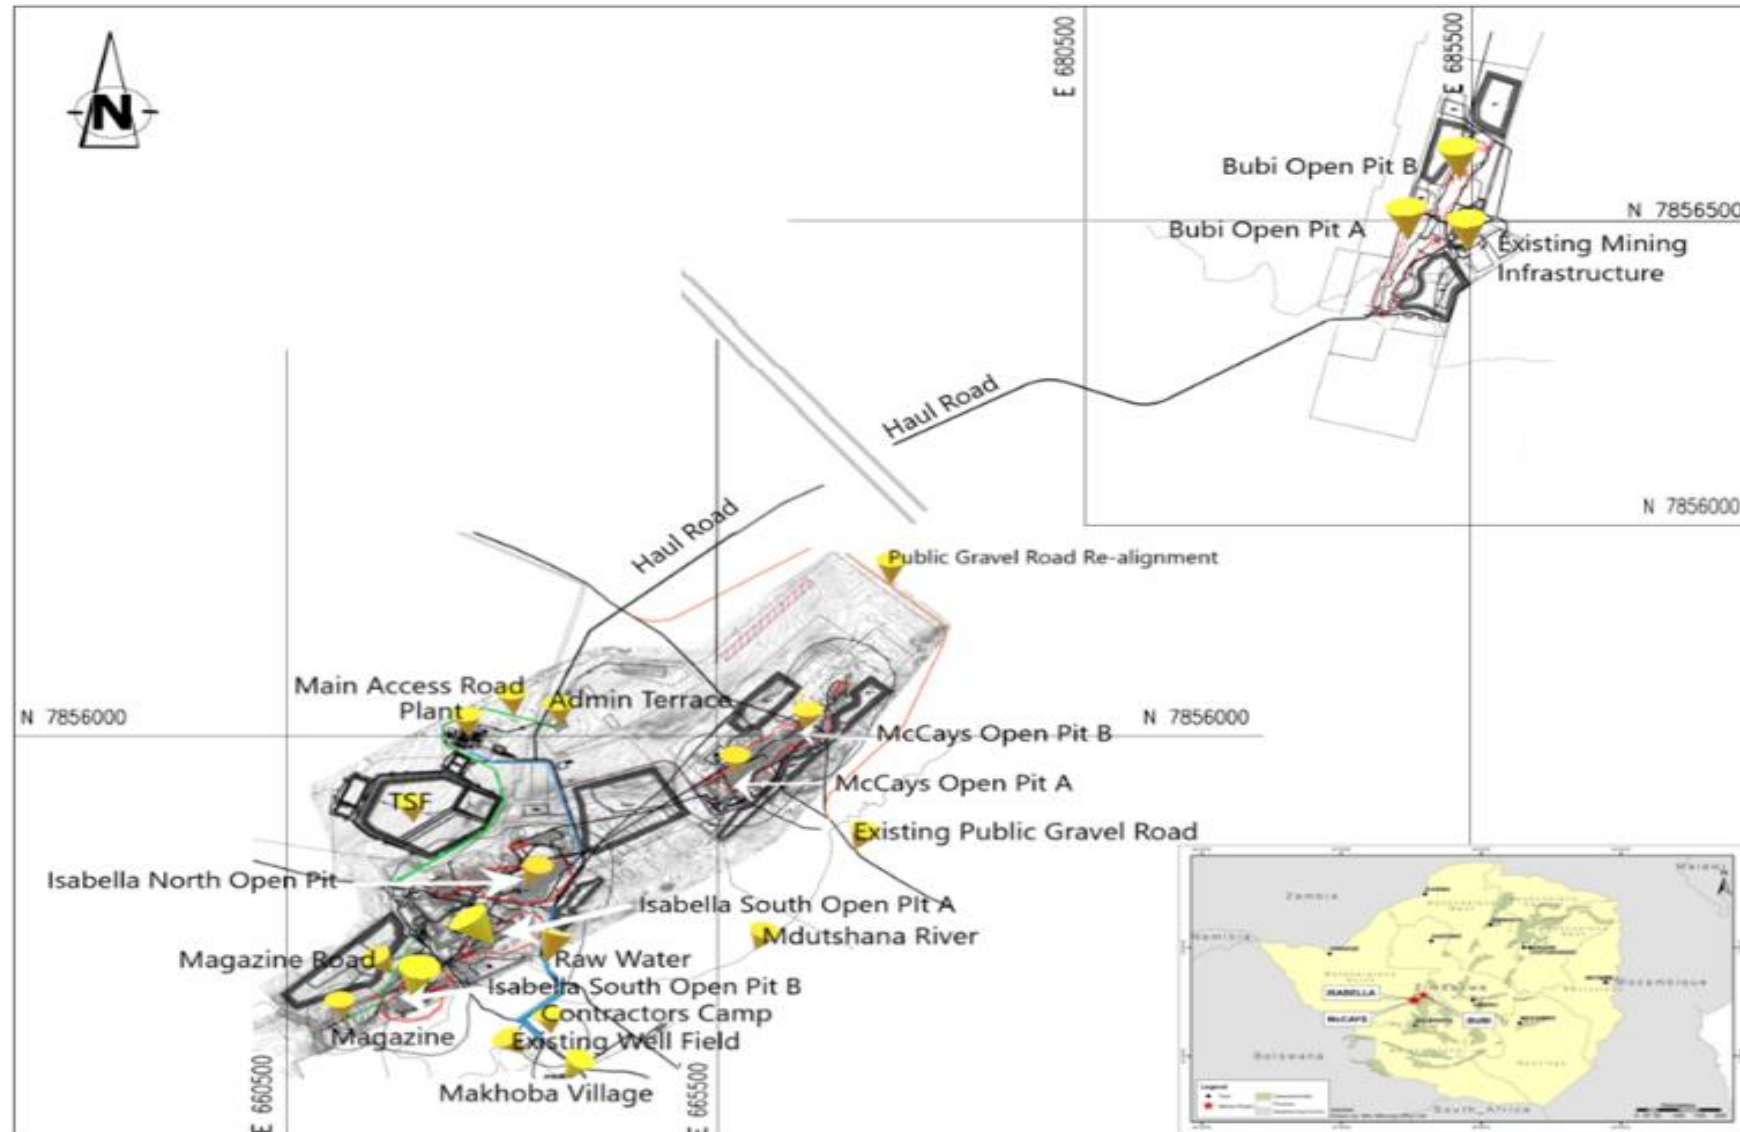 N
E 680500
E 685500
Bubi Open Pit B
N 7856500
Bubi Open Pit A
Existing Mining
Infrastructure
Haul Road
N 7856000
Haul Road
Public Gravel Road Re-alignment
Main Access Road
Plant
Admin Terrace
N 7856000
N 7856000
McCays Open Pit B
McCays Open Pit A
TSF
Existing Public Gravel Road
Isabella North Open Pit
Isabella South Open PIt A
Mdutshana River
Magazine Road
Raw Water
Isabella South Open Pit B
Contractors Camp
Magazine
Existing Well Field
Makhoba Village
E 660500
E 665500
Zambia
Namibia
Mozambique
ISABELLA
Zimbabwe
McCAYS
BUBI
Botswana
South Africa
Legend